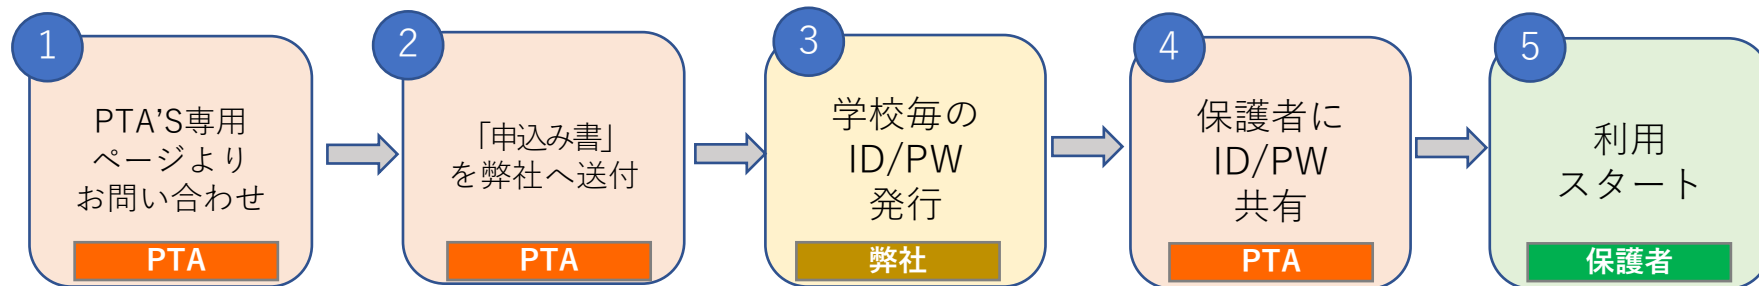 1
PTA'S専用
ページより
お問い合わせ
PTA
2
「申込み書」
を弊社へ送付
PTA
3
学校毎の
ID/PW
発行
弊社
4
保護者に
ID/PW
共有
PTA
5
利用
スタート
保護者